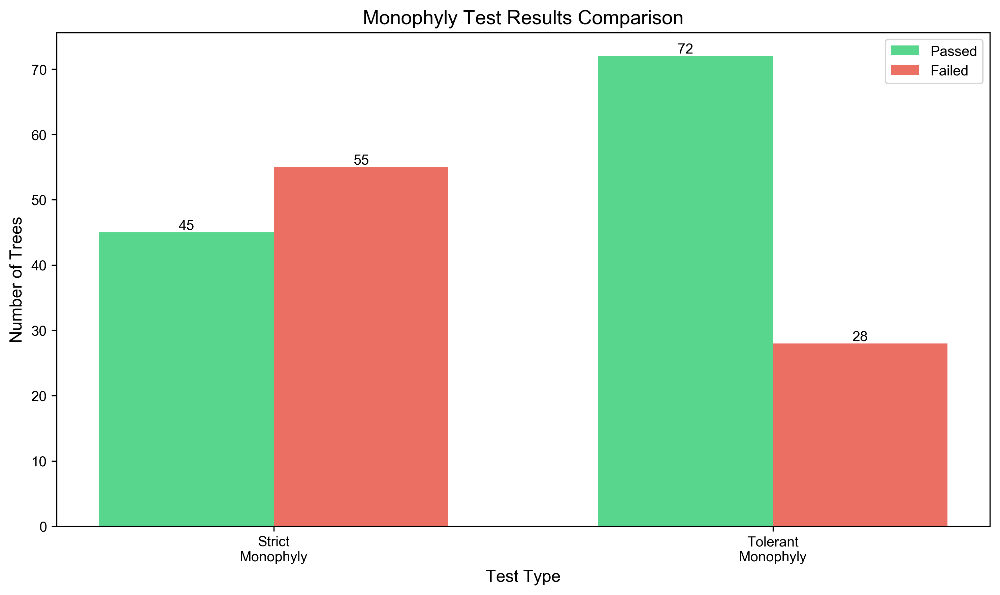 Monophyly Test Results Comparison
Passed
Failed
72
55
45
28
70
60
50
40
30
20
10
0
Number of Trees
Strict
Monophyly
Tolerant
Monophyly
Test Type